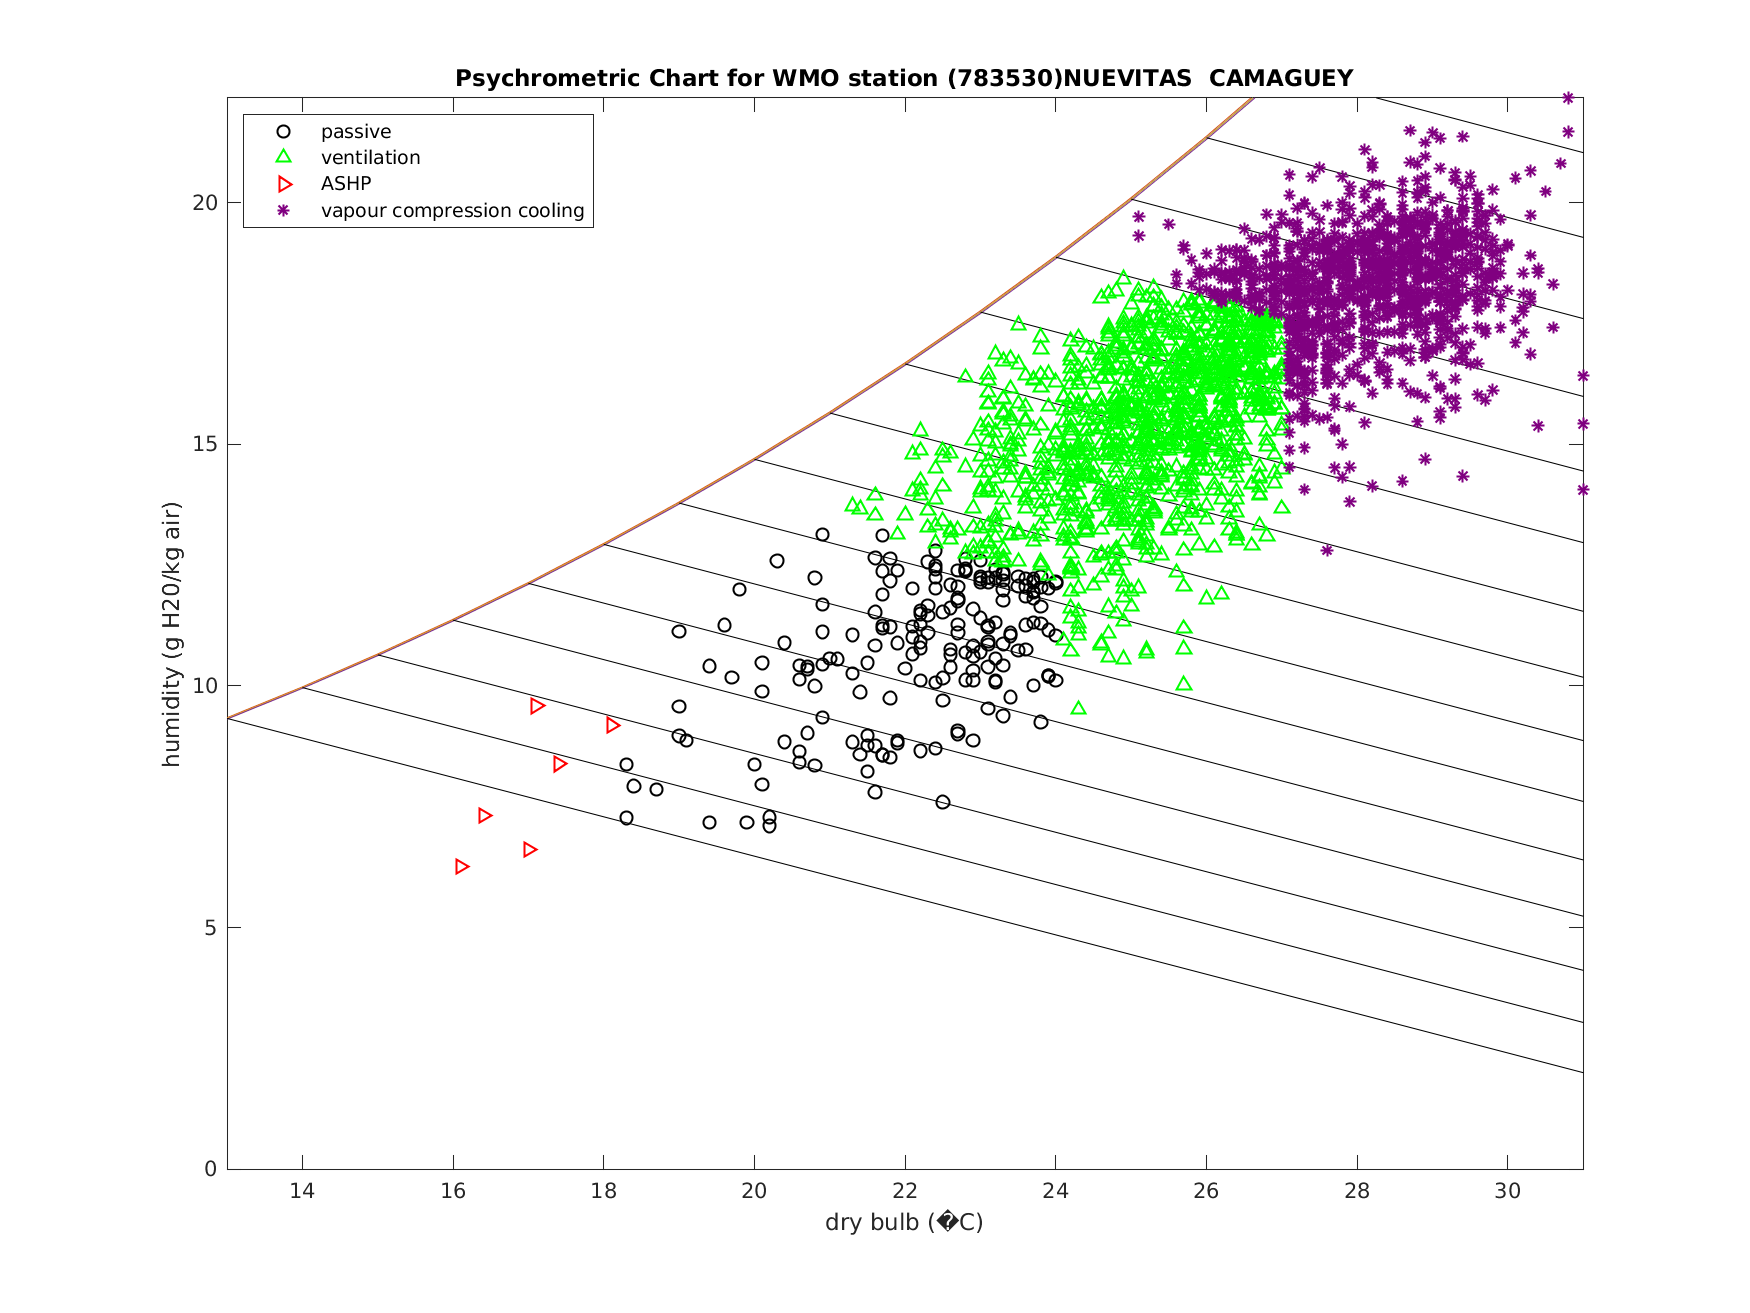 Psychrometric Chart for WMO station (783530)NUEVITAS  CAMAGUEY
passive
ventilation
ASHP
vapour compression cooling
humidity (g H20/kg air)
20
15
10
5
0
14 16 18 20 22 24 26 28 30
dry bulb (�C)